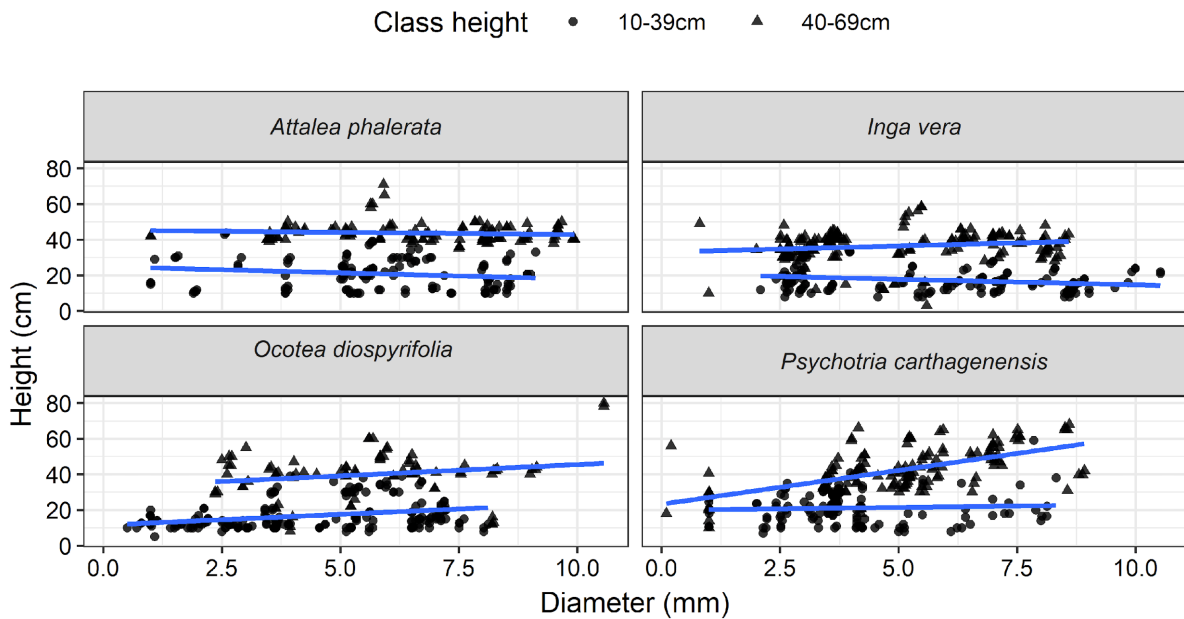 Class height 10-39cm 40-69cm
Attalea phalerata Inga vera
80
60
40
20
0
Ocotea diospyrifolia Psychotria carthagenensis
80
60
40
20
0
Height (cm)
0.0 2.5 5.0 7.5 10.0 0.0 2.5 5.0 7.5 10.0
Diameter (mm)